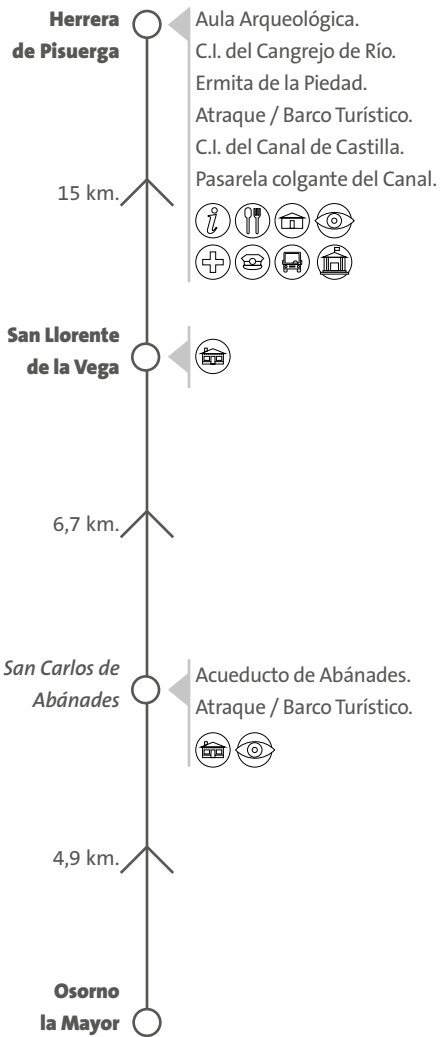 Herrera
de Pisuerga
Aula Arqueológica.
C.I. del Cangrejo de Río.
Ermita de la Piedad.
Atraque / Barco Turístico.
C.I. del Canal de Castilla.
Pasarela colgante del Canal.
15 km.
San Llorente
de la Vega
6,7 km.
San Carlos de
Abánades
Acueducto de Abánades.
Atraque / Barco Turístico.
4,9 km.
Osorno
la Mayor